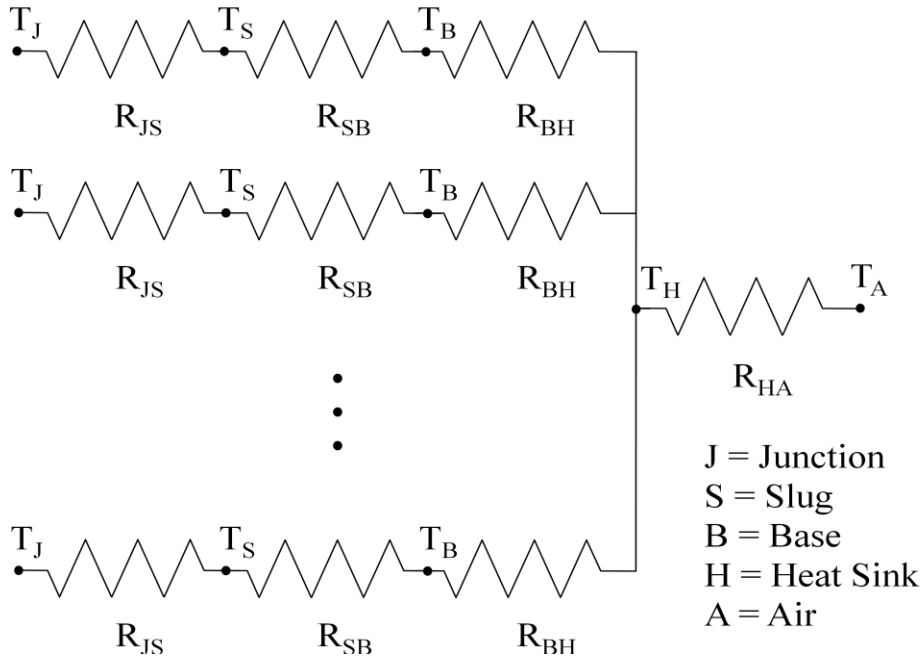 T_J T_S T_B
R_JS R_SB R_BH
T_J T_S T_B
R_JS R_SB R_BH
T_H T_A
R_HA
J = Junction
S = Slug
B = Base
H = Heat Sink
A = Air
T_J T_S T_B
R_JS R_SB R_BH